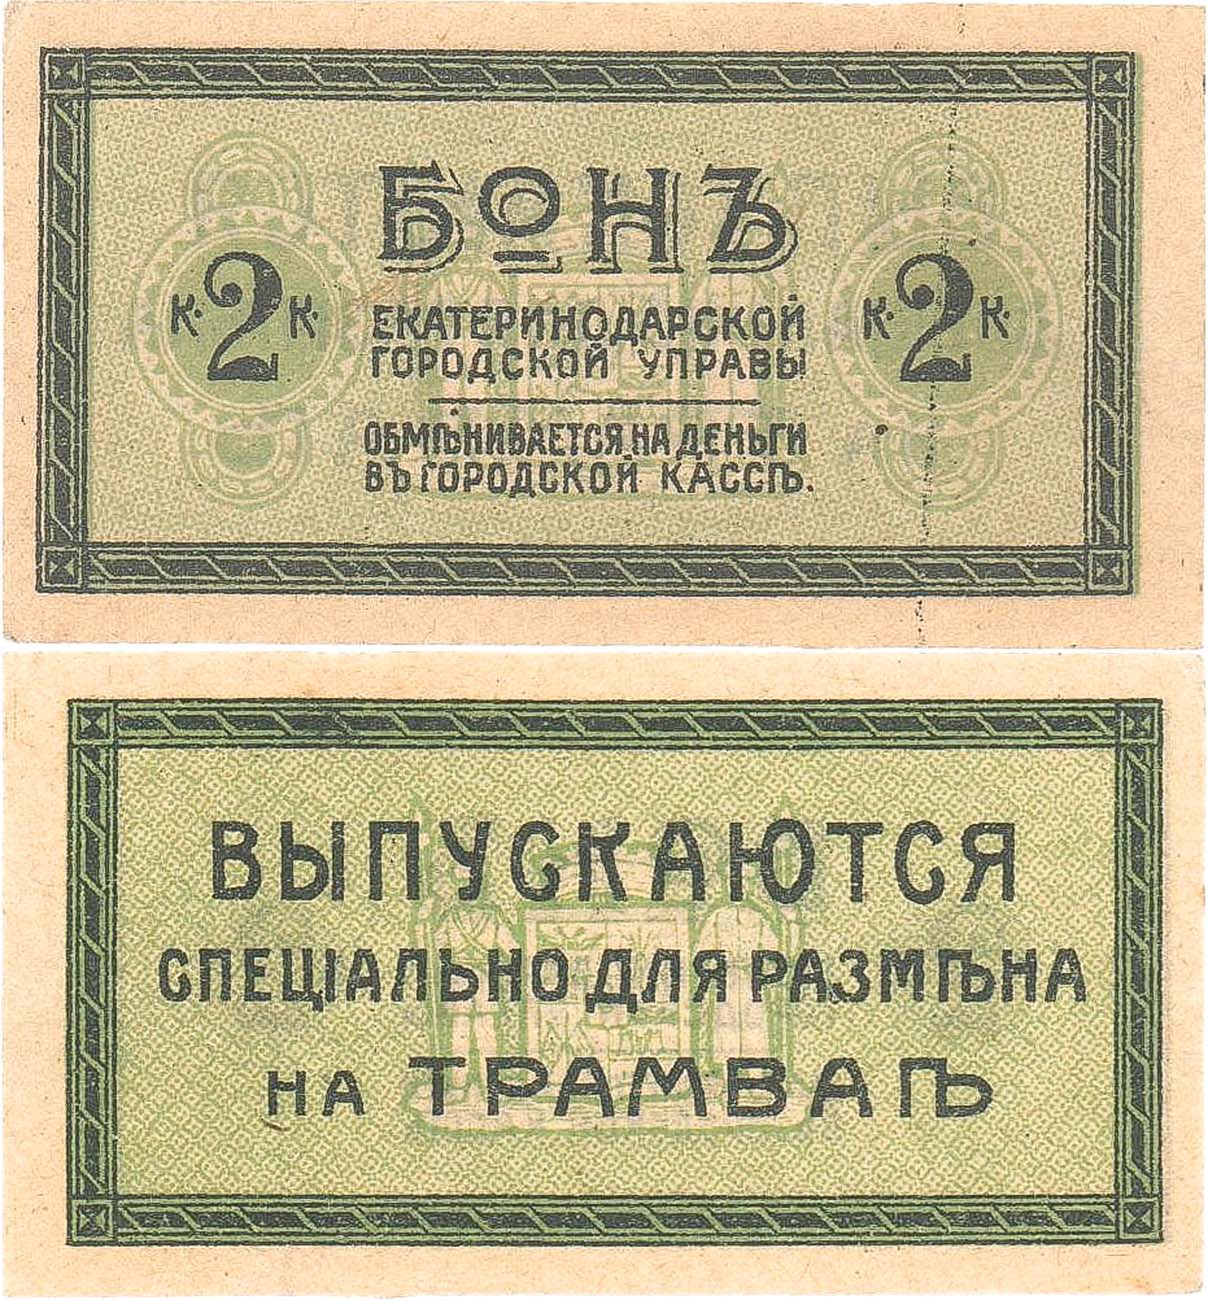 БОНЪ
К. 2 К.
ЕКАТЕРИНОДАРСКОЙ
ГОРОДСКОЙ УПРАВЫ
К. 2 К.
ОБМѢНИВАЕТСЯ НА ДЕНЬГИ
ВЪ ГОРОДСКОЙ КАССѢ.
ВЫПУСКАЮТСЯ
СПЕЦІАЛЬНО ДЛЯ РАЗМѢНА
НА ТРАМВАѢ